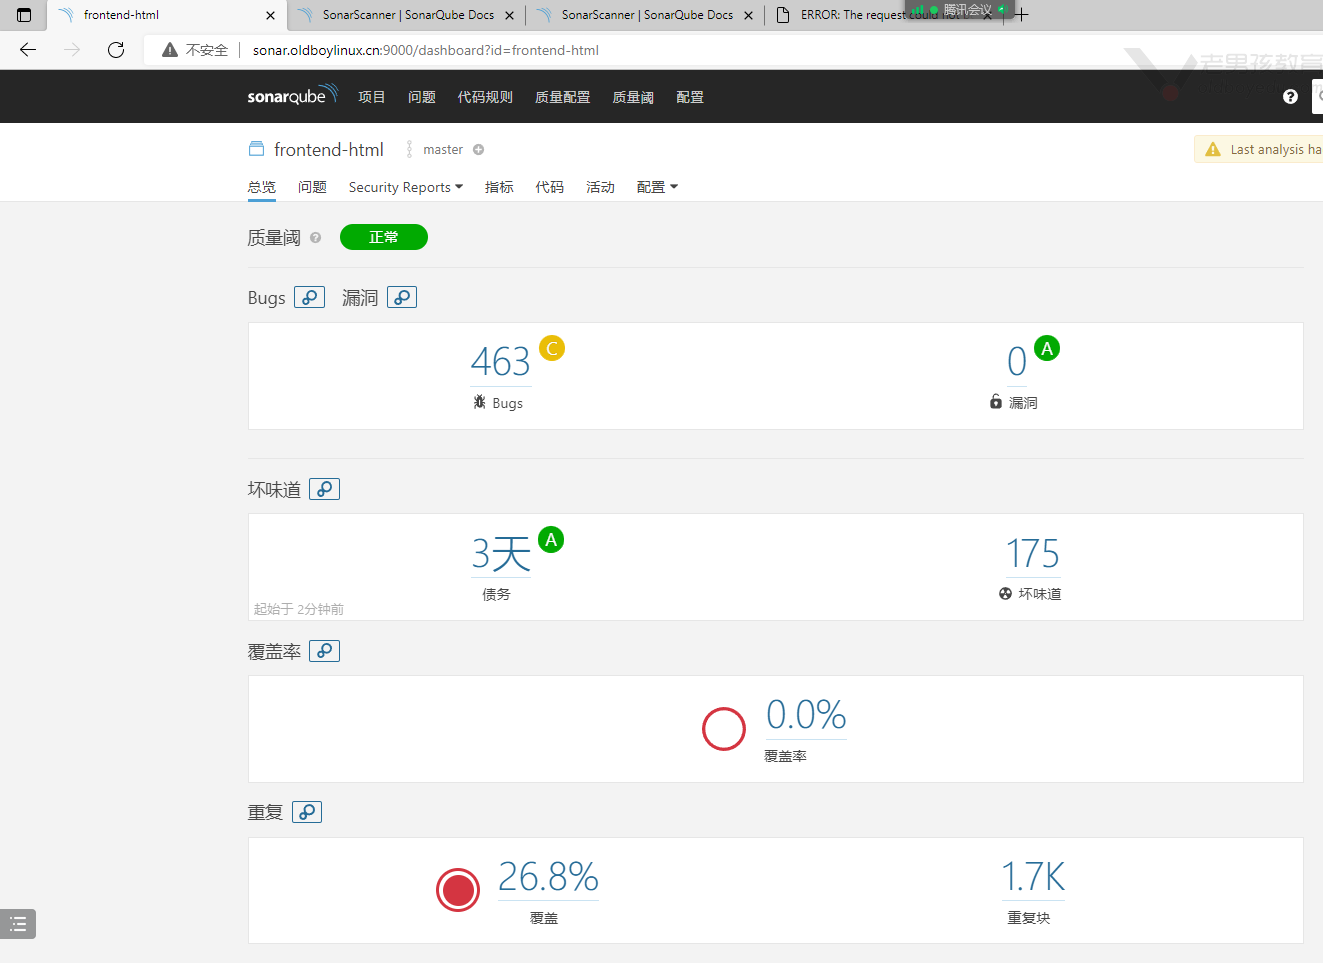 frontend-html
SonarScanner | SonarQube Docs
SonarScanner | SonarQube Docs
ERROR: The request could not
腾讯会议
不安全
sonar.oldboylinux.cn:9000/dashboard?id=frontend-html
老男孩教育
sonarqube 项目 问题 代码规则 质量配置 质量阈 配置
frontend-html master
Last analysis ha
总览 问题 Security Reports 指标 代码 活动 配置
质量阈 正常
Bugs 漏洞
463 C 0 A
Bugs 漏洞
坏味道
3天 A 175
债务 坏味道
起始于 2分钟前
覆盖率
0.0%
覆盖率
重复
26.8% 1.7K
覆盖 重复块